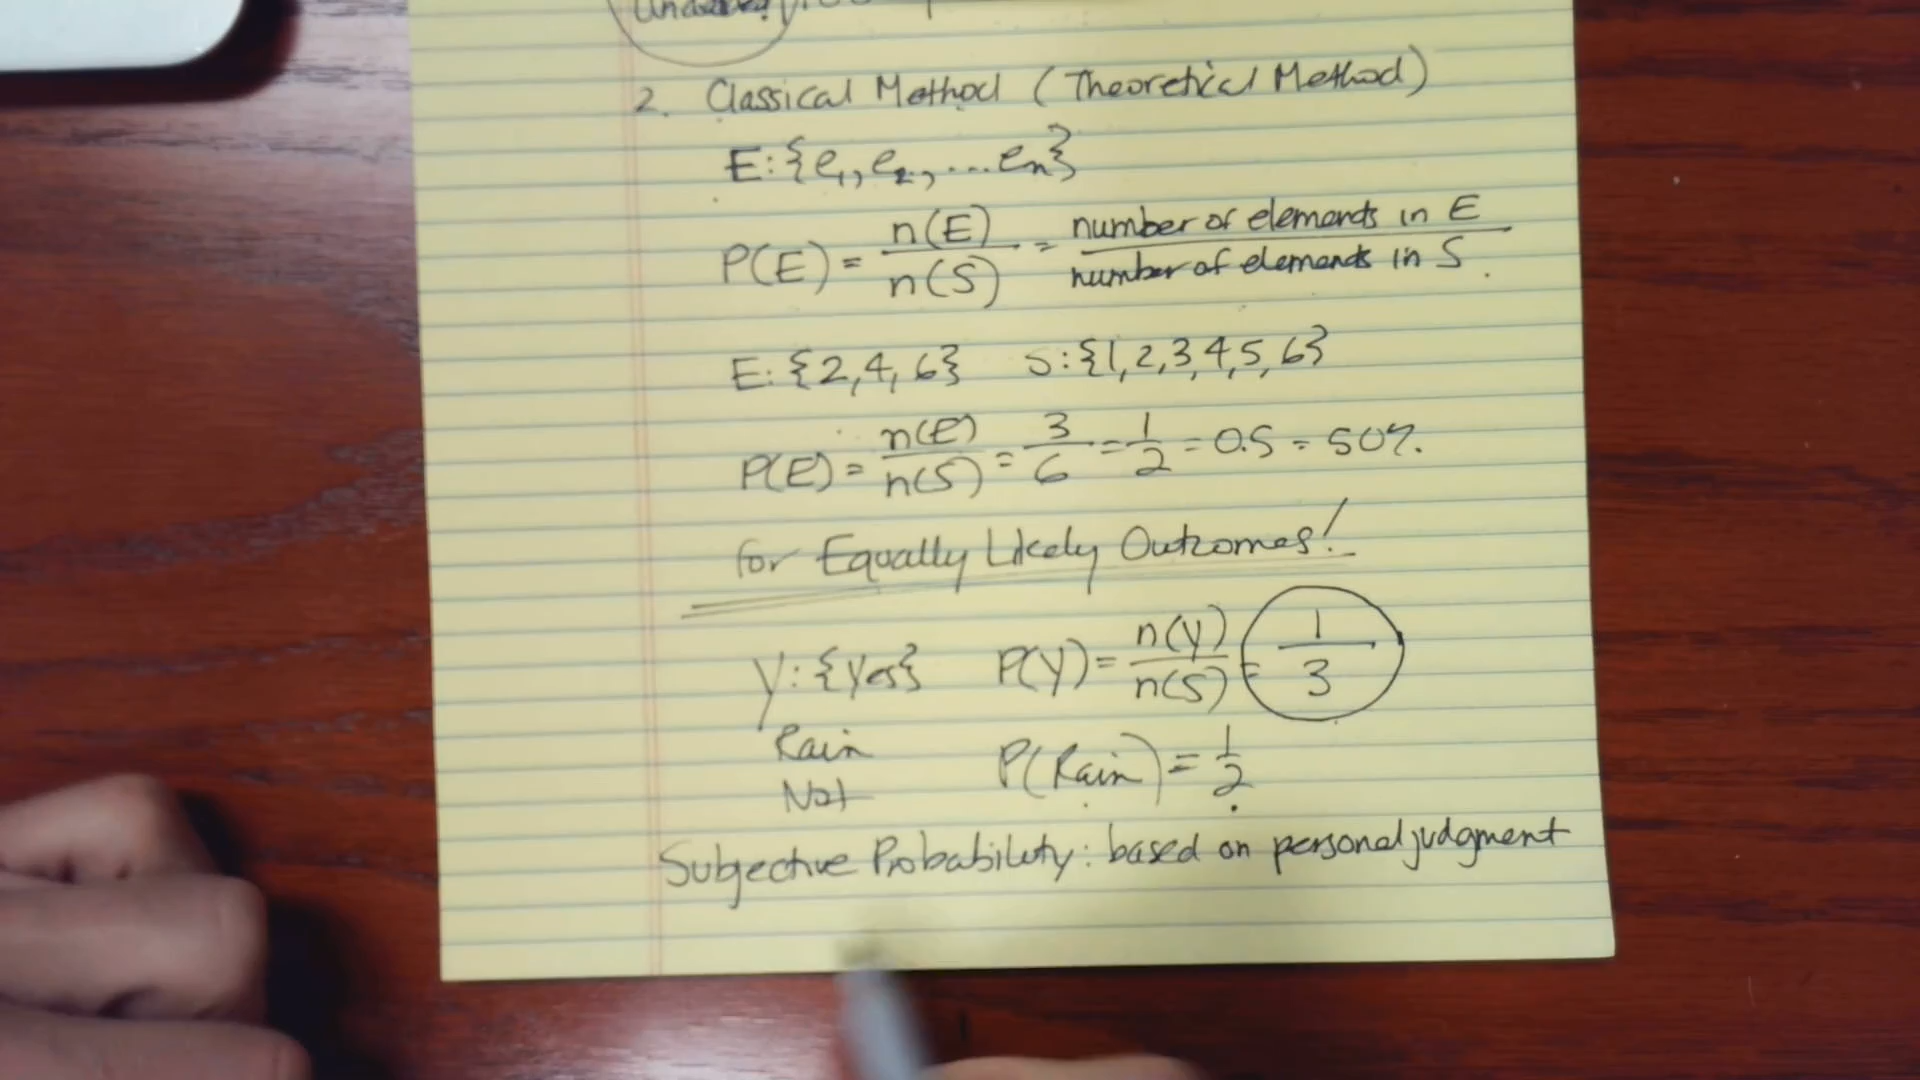 2. Classical Method (Theoretical Method)
E: {e1, e2, ... en}
P(E) = n(E) / n(S) = number of elements in E / number of elements in S.
E: {2,4,6} S: {1,2,3,4,5,6}
P(E) = n(E) / n(S) = 3/6 = 1/2 = 0.5 = 50%.
for Equally Likely Outcomes!
Y: {Yes} P(Y) = n(Y) / n(S) = 1/3
Rain P(Rain) = 1/2
Not
Subjective Probability: based on personal judgment